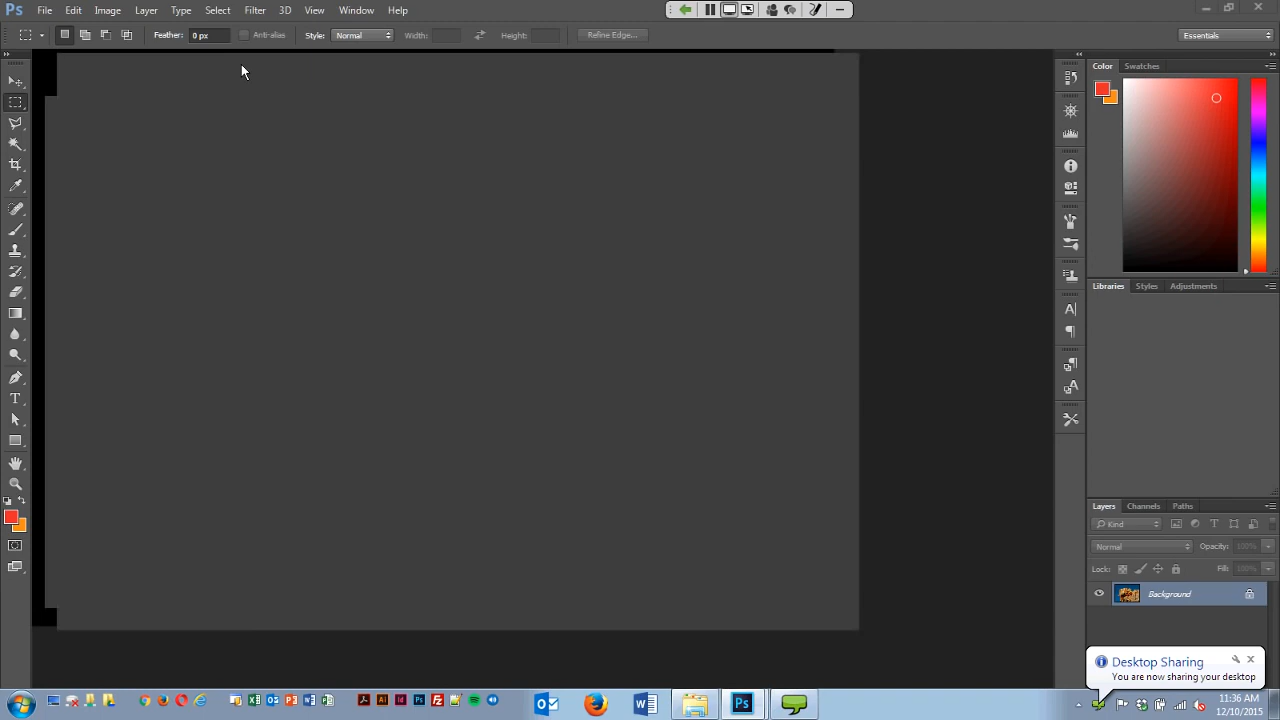 Ps File Edit Image Layer Type Select Filter 3D View Window Help
Feather: 0 px Anti-alias Style: Normal Width: Height: Refine Edge... Essentials
Color Swatches
Libraries Styles Adjustments
Layers Channels Paths
Kind
Normal Opacity: 100%
Lock: Fill: 100%
Background
Desktop Sharing
You are now sharing your desktop
11:36 AM
12/10/2015